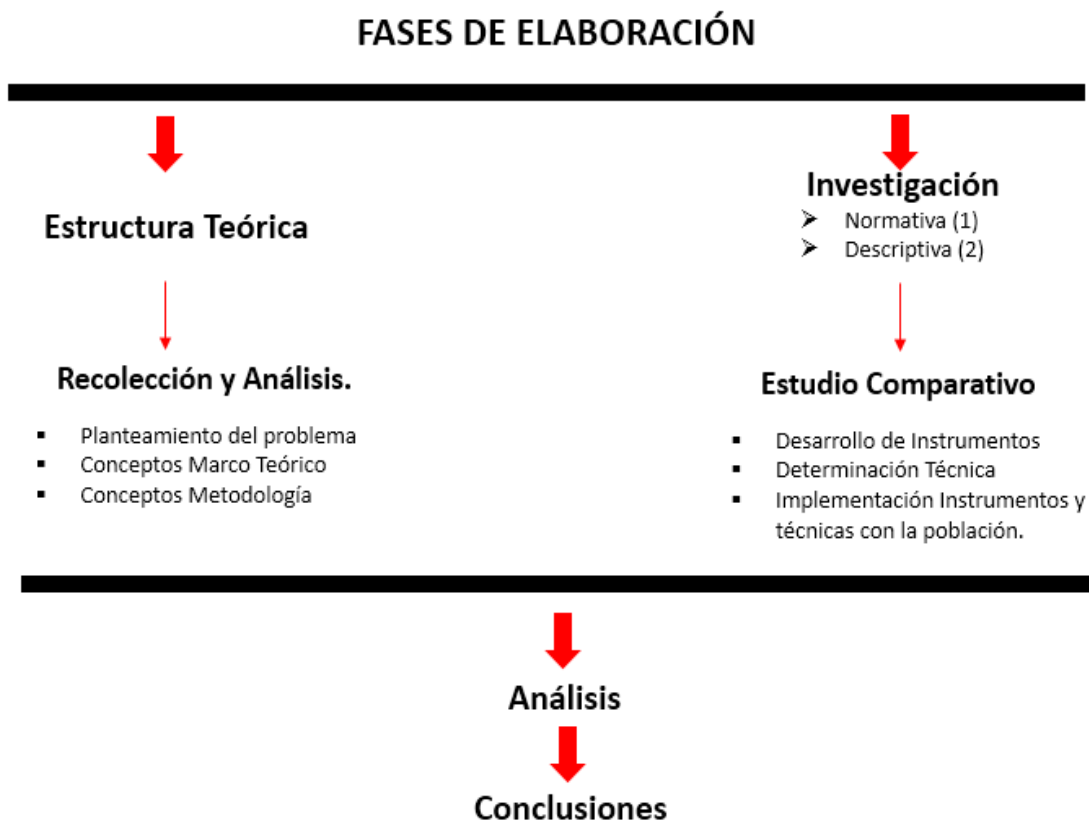 FASES DE ELABORACIÓN
Estructura Teórica
Recolección y Análisis.
Planteamiento del problema
Conceptos Marco Teórico
Conceptos Metodología
Investigación
Normativa (1)
Descriptiva (2)
Estudio Comparativo
Desarrollo de Instrumentos
Determinación Técnica
Implementación Instrumentos y
técnicas con la población.
Análisis
Conclusiones